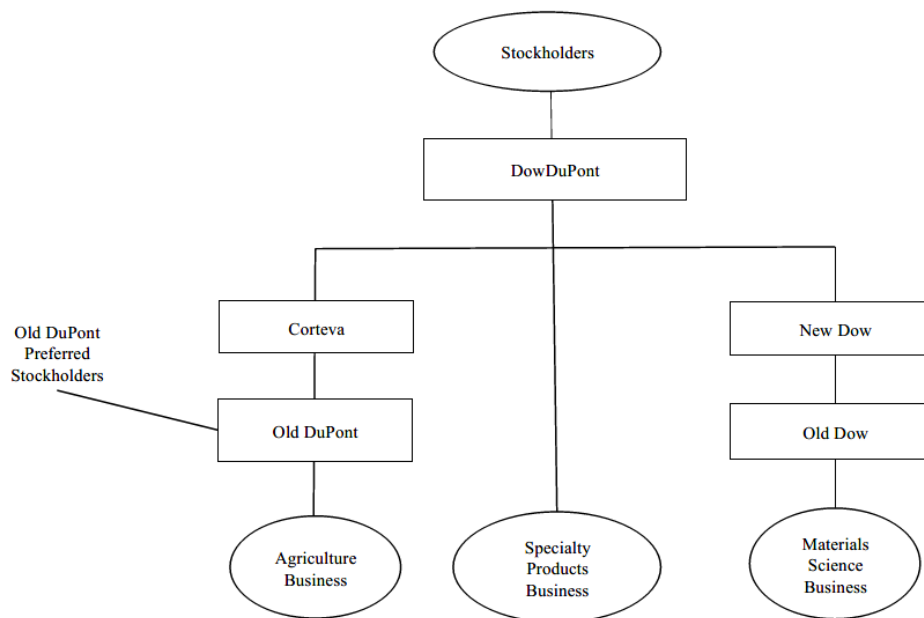 Stockholders
DowDuPont
Corteva
New Dow
Old DuPont
Preferred
Stockholders
Old DuPont
Old Dow
Agriculture
Business
Specialty
Products
Business
Materials
Science
Business